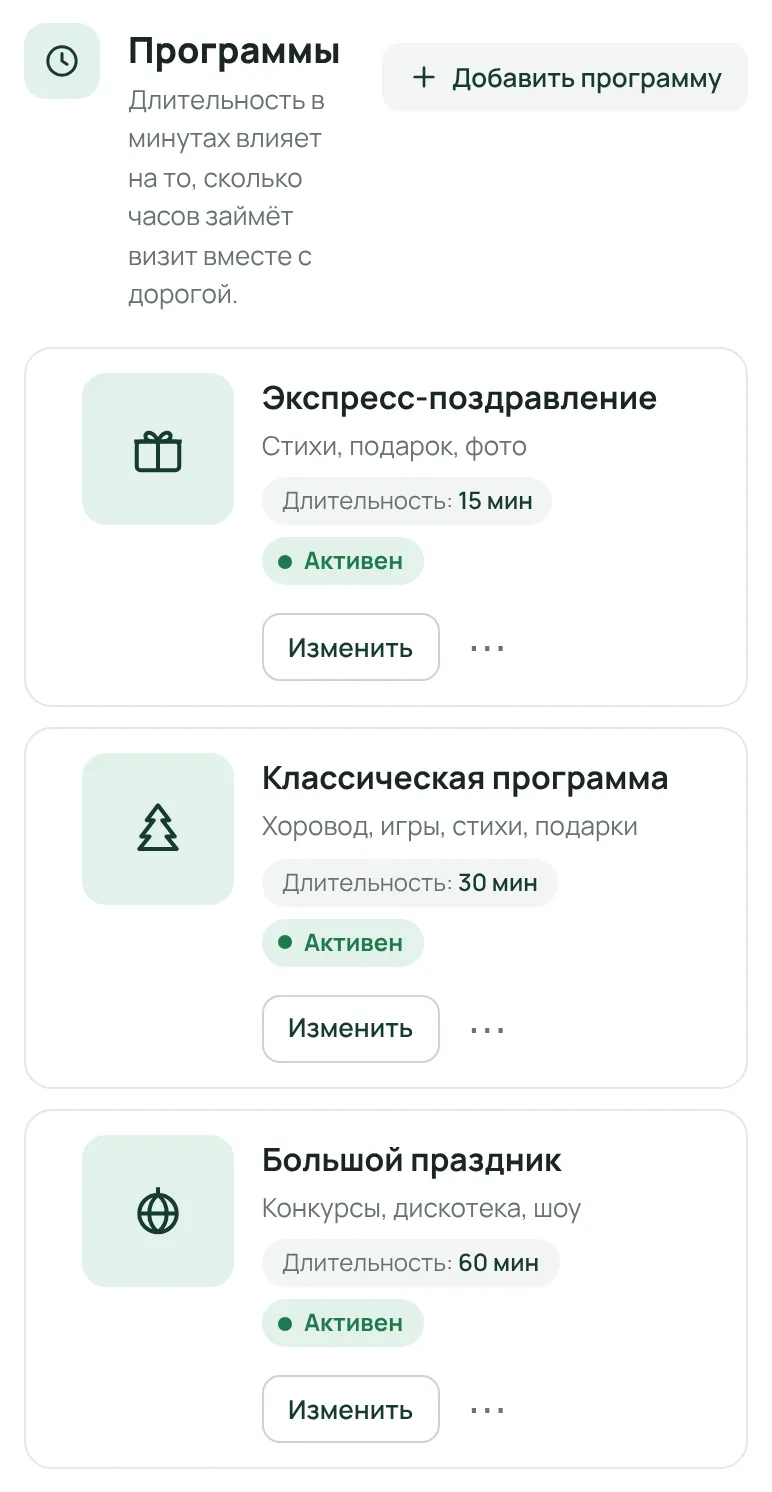 Программы
Добавить программу
Длительность в
минутах влияет
на то, сколько
часов займёт
визит вместе с
дорогой.
Экспресс-поздравление
Стихи, подарок, фото
Длительность: 15 мин
Активен
Изменить ...
Классическая программа
Хоровод, игры, стихи, подарки
Длительность: 30 мин
Активен
Изменить ...
Большой праздник
Конкурсы, дискотека, шоу
Длительность: 60 мин
Активен
Изменить ...